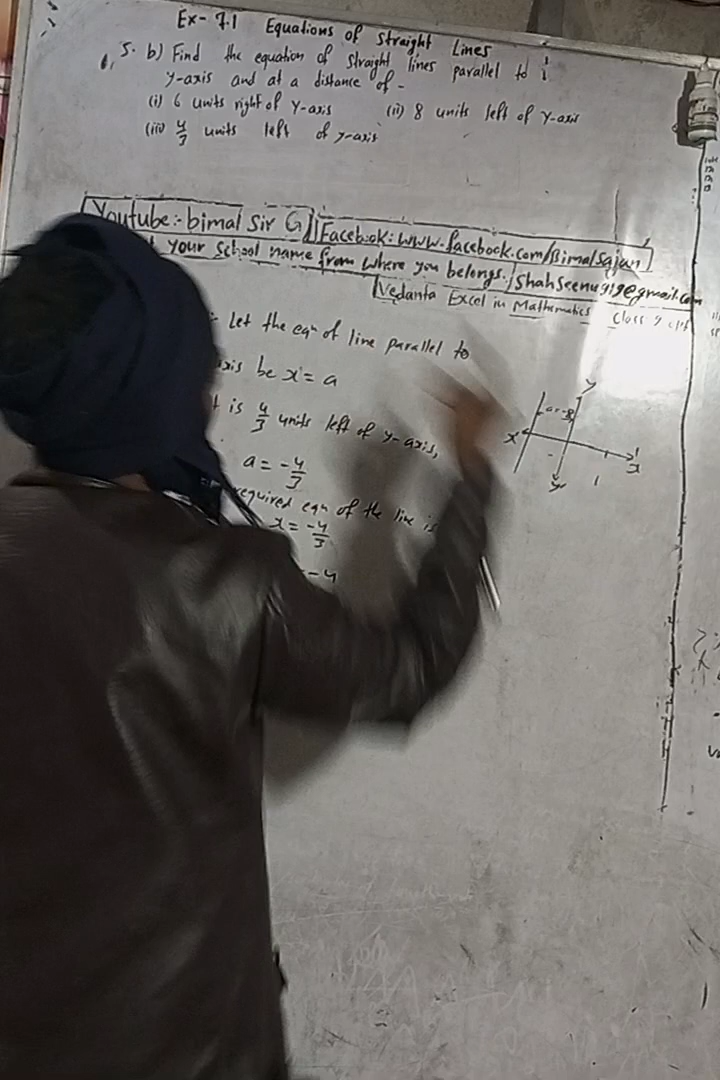 Ex- 7.1 Equations of Straight Lines
5. b) Find the equation of straight lines parallel to
y-axis and at a distance of -
(i) 6 units right of Y-axis (ii) 8 units left of Y-axis
(iii) 4/3 units left of y-axis
Youtube:- bimal Sir G Facebook: www.facebook.com/Bimalsajan
your school name from where you belongs./
Vedanta Excel in Mathematics Class 9
Let the eqn of line parallel to
be x = a
is 4/3 units left of y-axis,
a = -4/3
required eqn of the line is
x = -4/3
-4
y
x' x
y'